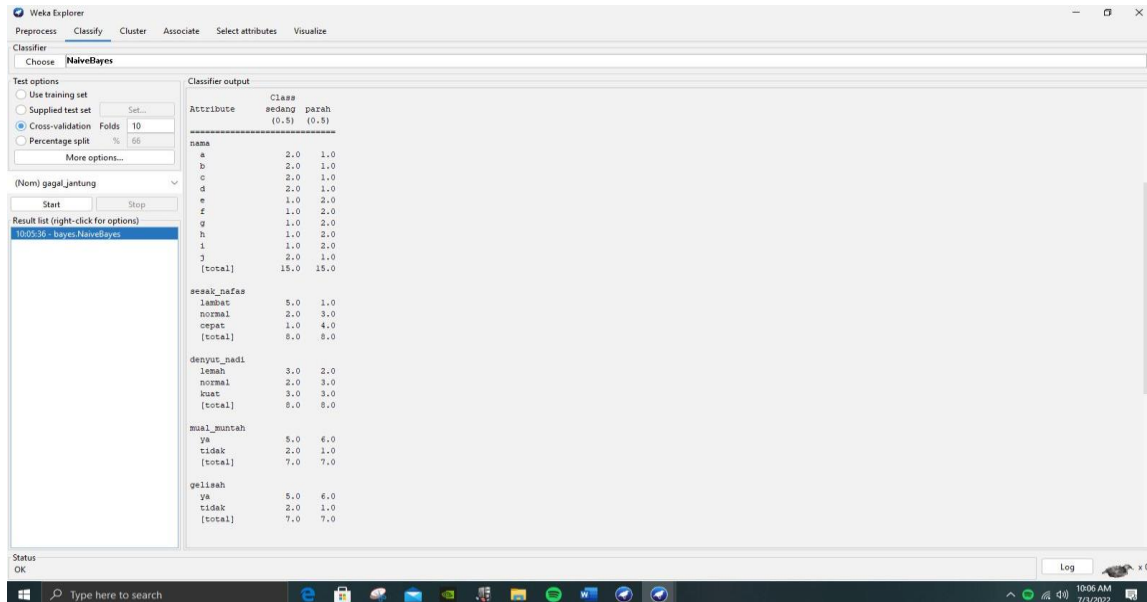 Weka Explorer
Preprocess Classify Cluster Associate Select attributes Visualize
Classifier
Choose NaiveBayes
Test options
Use training set
Supplied test set Set...
Cross-validation Folds 10
Percentage split % 66
More options...
(Nom) gagal_jantung
Start Stop
Result list (right-click for options)
10:05:36 - bayes.NaiveBayes
Classifier output
Class
Attribute sedang parah
(0.5) (0.5)
==============================
nama
a 2.0 1.0
b 2.0 1.0
c 2.0 1.0
d 2.0 1.0
e 1.0 2.0
f 1.0 2.0
g 1.0 2.0
h 1.0 2.0
i 1.0 2.0
j 2.0 1.0
[total] 15.0 15.0
sesak_nafas
lambat 5.0 1.0
normal 2.0 3.0
cepat 1.0 4.0
[total] 8.0 8.0
denyut_nadi
lemah 3.0 2.0
normal 2.0 3.0
kuat 3.0 3.0
[total] 8.0 8.0
mual_muntah
ya 5.0 6.0
tidak 2.0 1.0
[total] 7.0 7.0
gelisah
ya 5.0 6.0
tidak 2.0 1.0
[total] 7.0 7.0
Status
OK
Log
x 0
Type here to search
10:06 AM
7/3/2022